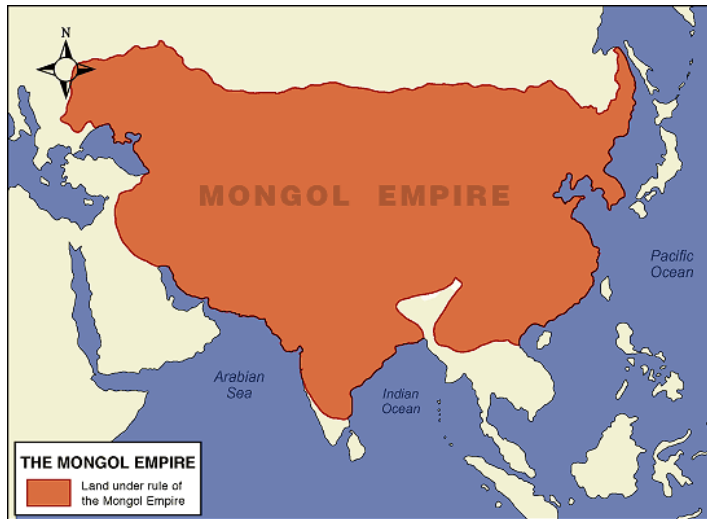 N
MONGOL EMPIRE
Pacific
Ocean
Arabian
Sea
Indian
Ocean
THE MONGOL EMPIRE
Land under rule of
the Mongol Empire